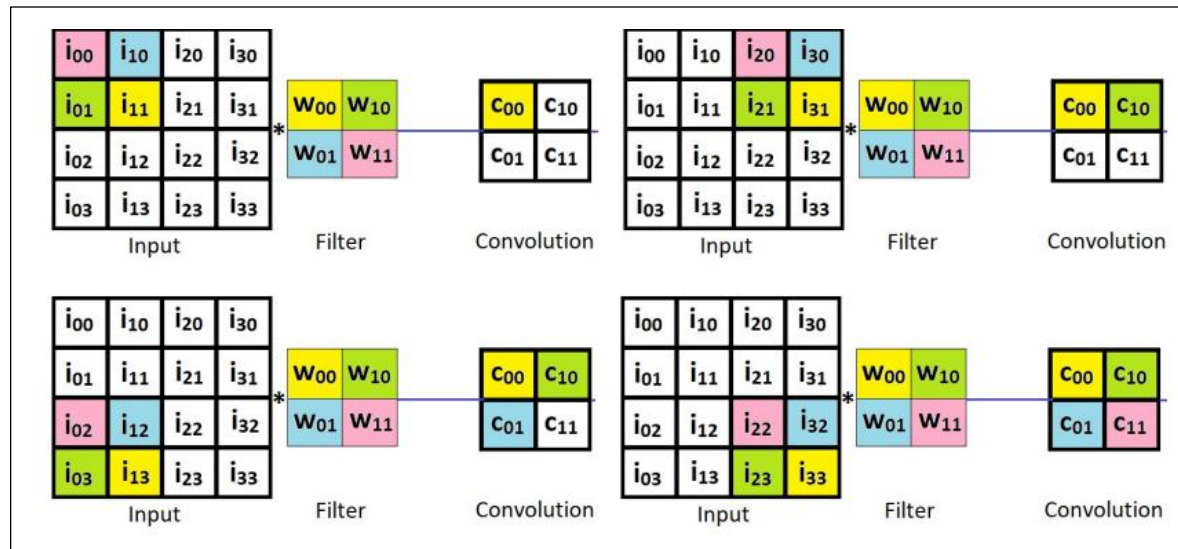 i00 i10 i20 i30
i01 i11 i21 i31
i02 i12 i22 i32
i03 i13 i23 i33
Input
*
w00 w10
w01 w11
Filter
c00 c10
c01 c11
Convolution
i00 i10 i20 i30
i01 i11 i21 i31
i02 i12 i22 i32
i03 i13 i23 i33
Input
*
w00 w10
w01 w11
Filter
c00 c10
c01 c11
Convolution
i00 i10 i20 i30
i01 i11 i21 i31
i02 i12 i22 i32
i03 i13 i23 i33
Input
*
w00 w10
w01 w11
Filter
c00 c10
c01 c11
Convolution
i00 i10 i20 i30
i01 i11 i21 i31
i02 i12 i22 i32
i03 i13 i23 i33
Input
*
w00 w10
w01 w11
Filter
c00 c10
c01 c11
Convolution